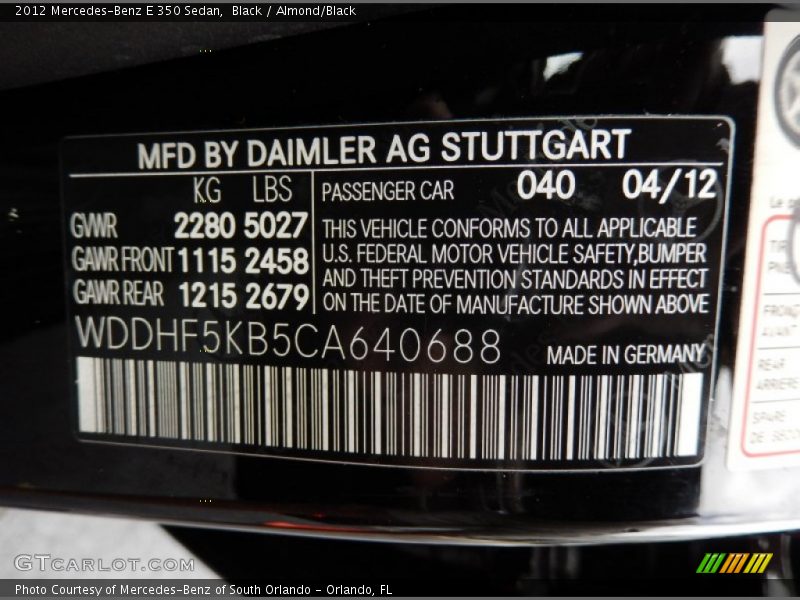 2012 Mercedes-Benz E 350 Sedan, Black / Almond/Black
MFD BY DAIMLER AG STUTTGART
KG LBS
GVWR 2280 5027
GAWR FRONT 1115 2458
GAWR REAR 1215 2679
PASSENGER CAR 040 04/12
THIS VEHICLE CONFORMS TO ALL APPLICABLE
U.S. FEDERAL MOTOR VEHICLE SAFETY,BUMPER
AND THEFT PREVENTION STANDARDS IN EFFECT
ON THE DATE OF MANUFACTURE SHOWN ABOVE
WDDHF5KB5CA640688
MADE IN GERMANY
REAR
SPARE
GTCARLOT.COM
Photo Courtesy of Mercedes-Benz of South Orlando - Orlando, FL